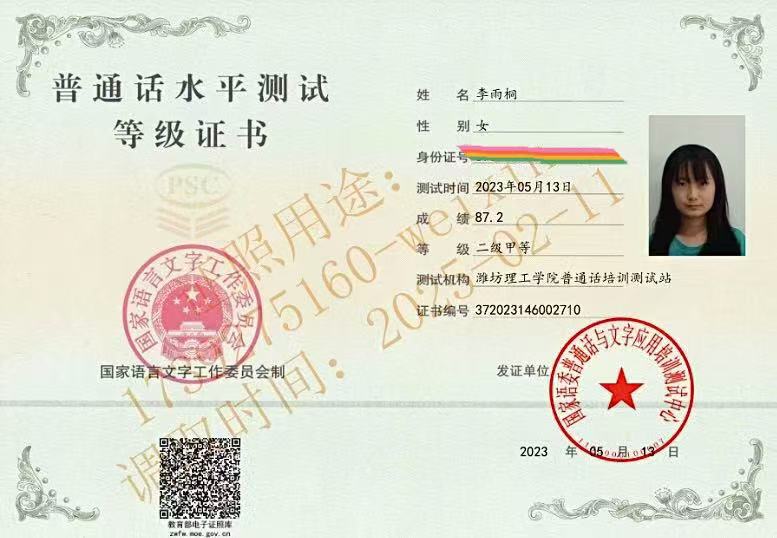 普通话水平测试
等级证书
PSC
国家语言文字工作委员会
国家语言文字工作委员会制
教育部电子证照库
zwfw.moe.gov.cn
姓 名 李雨桐
性 别 女
身份证号
测试时间 2023年05月13日
成 绩 87.2
等 级 二级甲等
测试机构 潍坊理工学院普通话培训测试站
证书编号 372023146002710
发证单位
国家语委普通话与文字应用培训测试中心
2023 年 05 月 13 日
照用途:
75160-weixin
调取时间: 2025-02-11